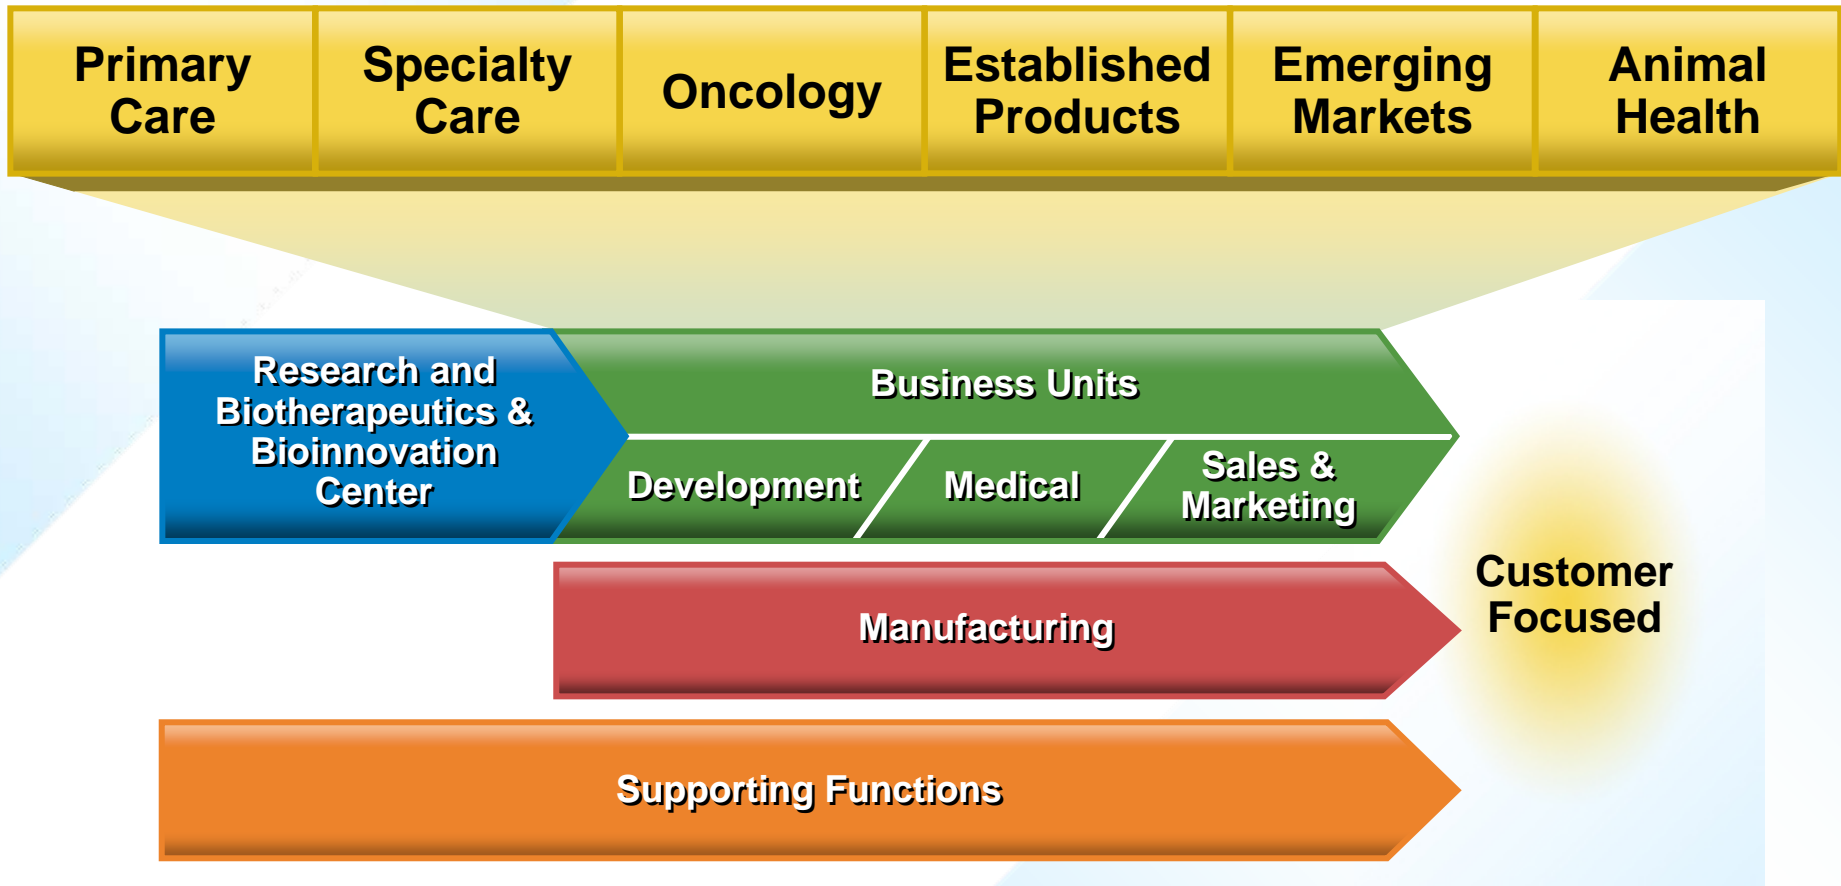 Primary
Care
Specialty
Care
Oncology
Established
Products
Emerging
Markets
Animal
Health
Research and
Biotherapeutics &
Bioinnovation
Center
Business Units
Development
Medical
Sales &
Marketing
Manufacturing
Customer
Focused
Supporting Functions